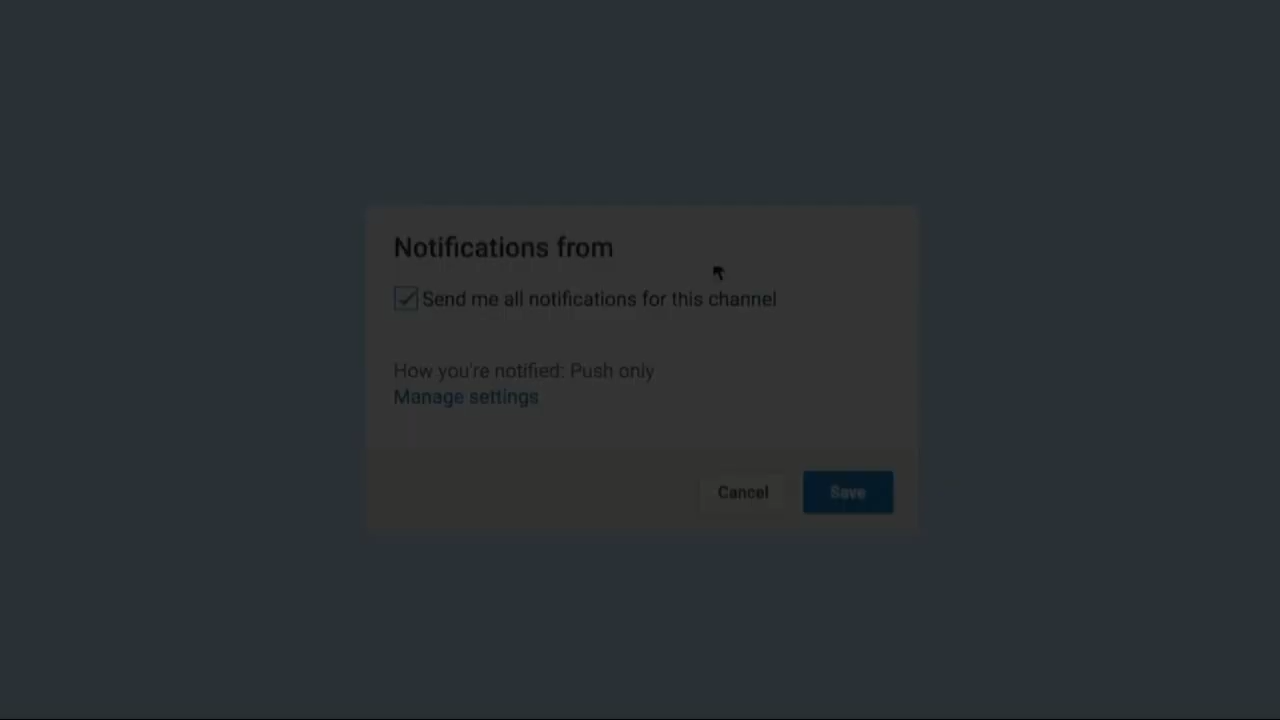 Notifications from
Send me all notifications for this channel
How you're notified: Push only
Manage settings
Cancel
Save